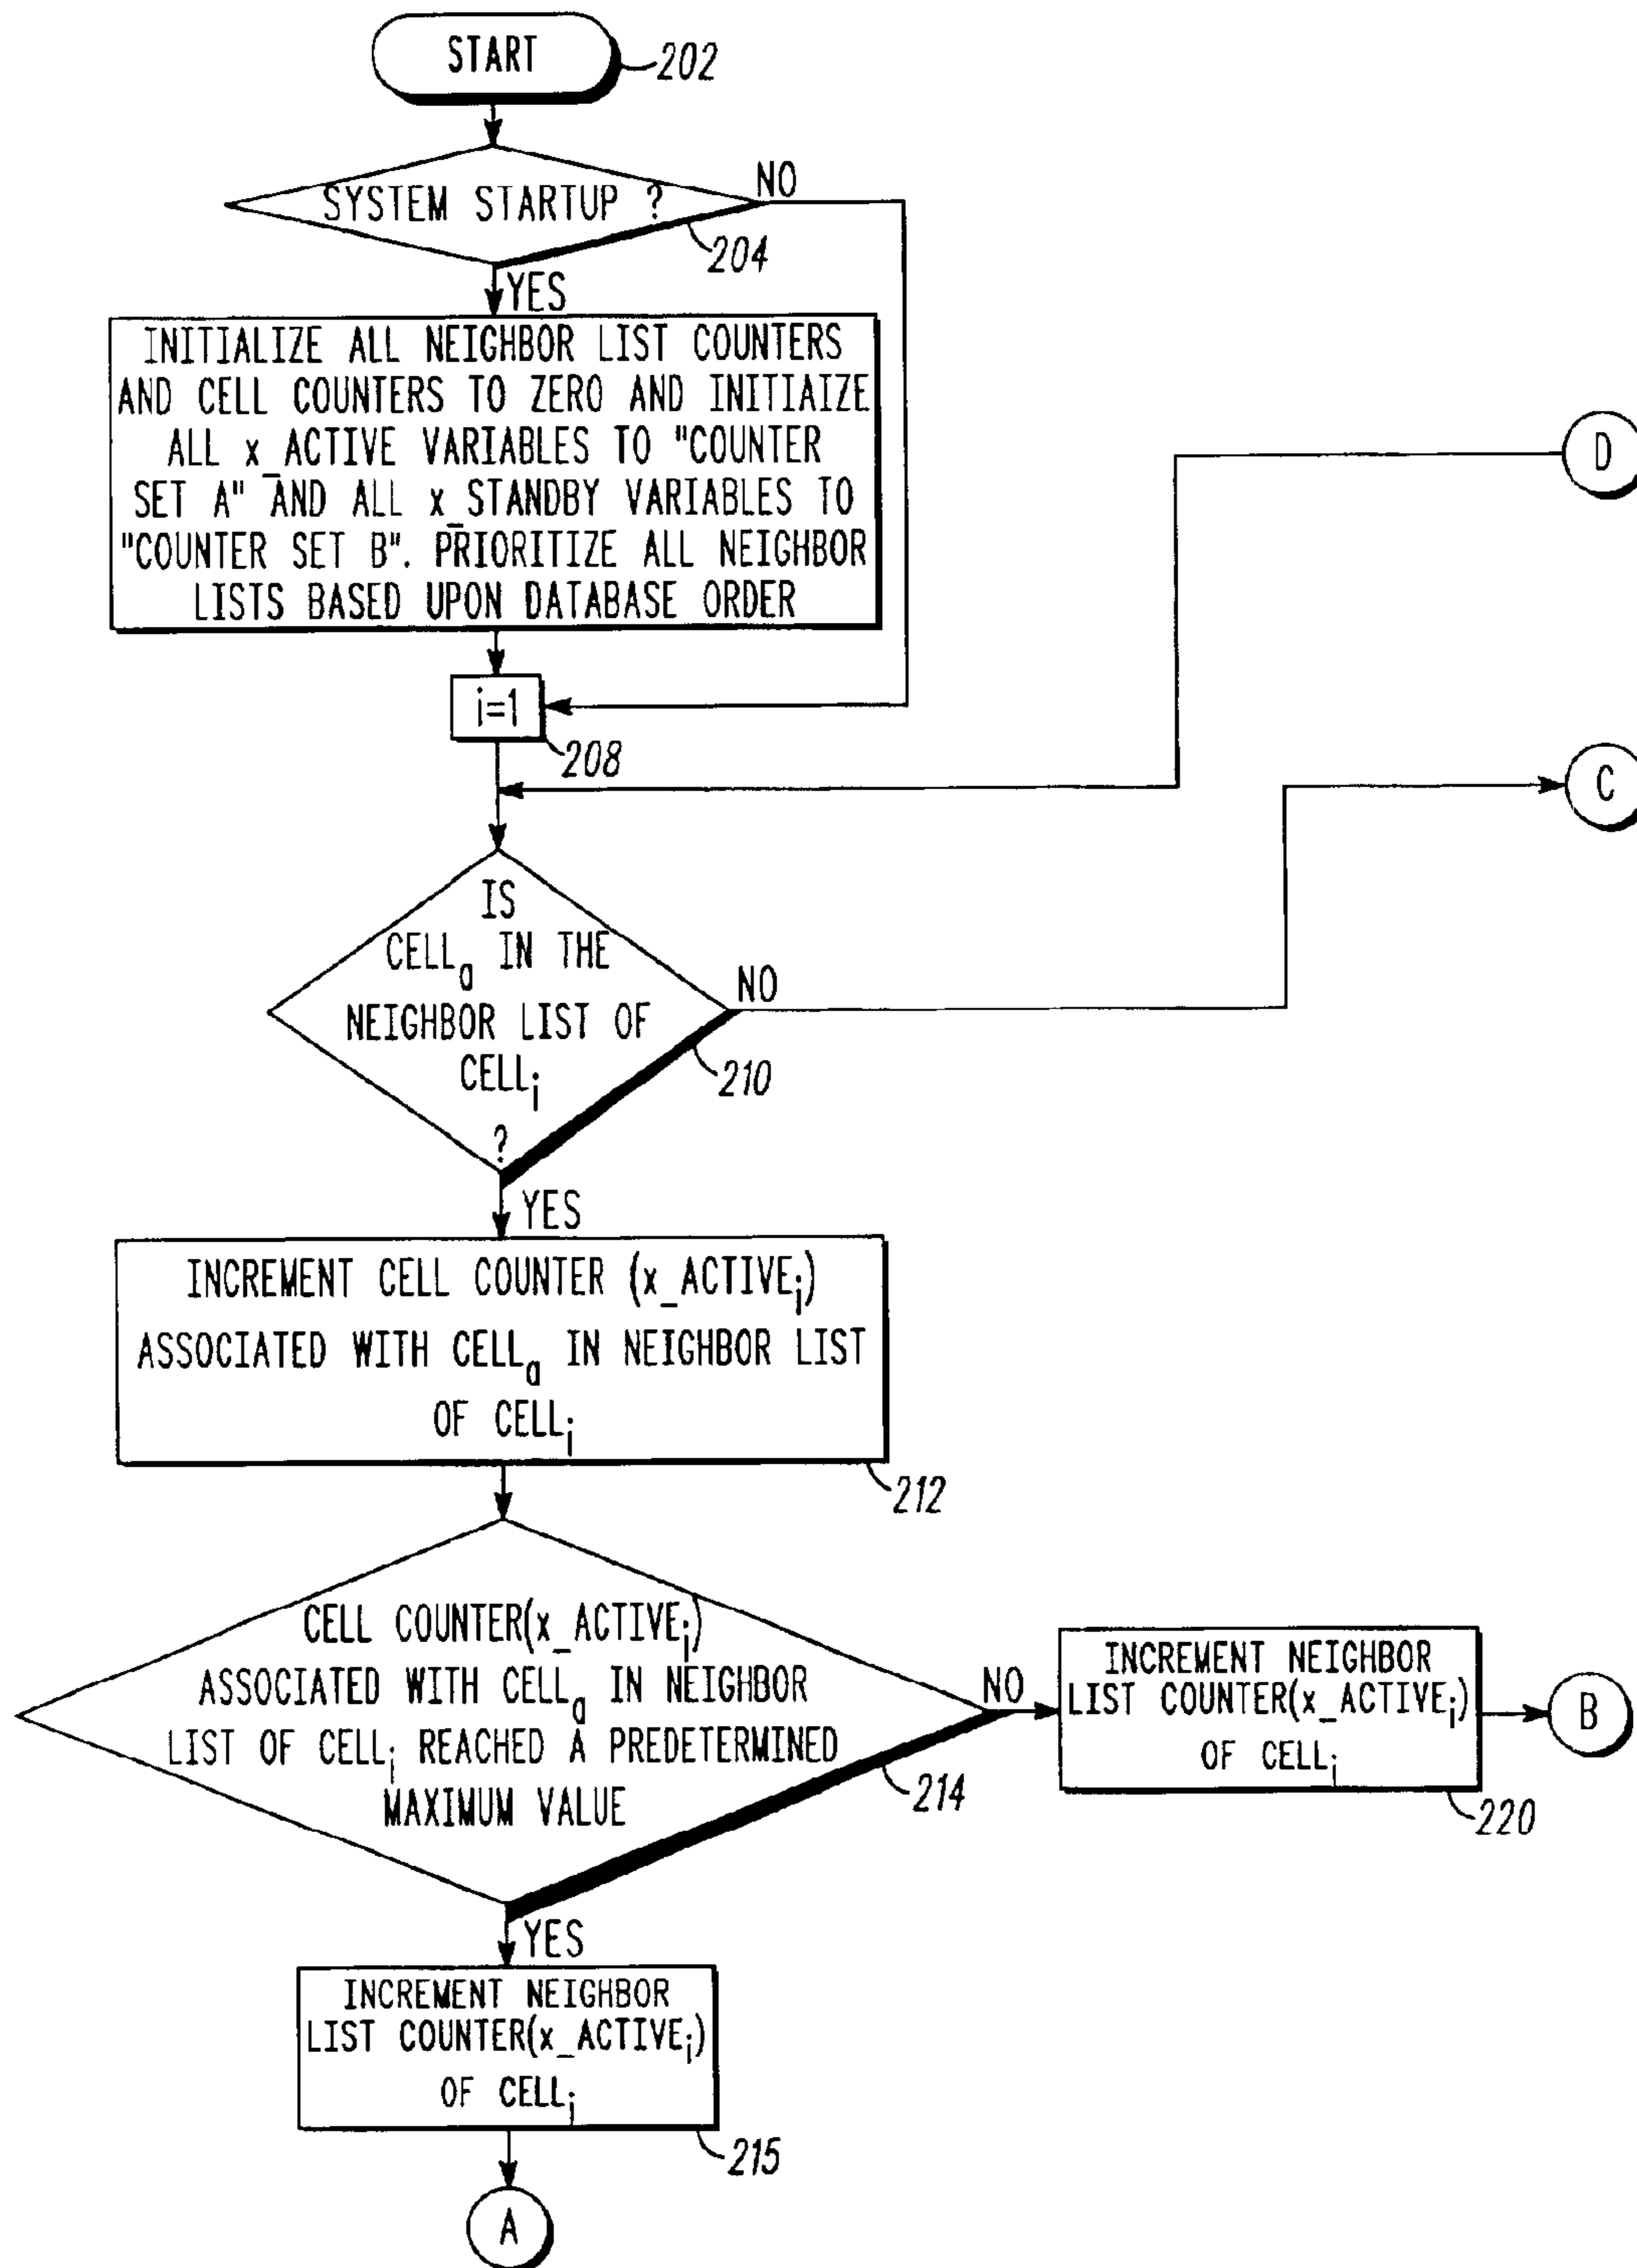 START
202
SYSTEM STARTUP ?
NO
204
YES
INITIALIZE ALL NEIGHBOR LIST COUNTERS
AND CELL COUNTERS TO ZERO AND INITIAIZE
ALL x_ACTIVE VARIABLES TO "COUNTER
SET A" AND ALL x_STANDBY VARIABLES TO
"COUNTER SET B". PRIORITIZE ALL NEIGHBOR
LISTS BASED UPON DATABASE ORDER
D
i=1
208
C
IS
CELLa IN THE
NEIGHBOR LIST OF
CELLi
?
NO
210
YES
INCREMENT CELL COUNTER (x_ACTIVEi)
ASSOCIATED WITH CELLa IN NEIGHBOR LIST
OF CELLi
212
CELL COUNTER(x_ACTIVEi)
ASSOCIATED WITH CELLa IN NEIGHBOR
LIST OF CELLi REACHED A PREDETERMINED
MAXIMUM VALUE
NO
214
INCREMENT NEIGHBOR
LIST COUNTER(x_ACTIVEi)
OF CELLi
220
B
YES
INCREMENT NEIGHBOR
LIST COUNTER(x_ACTIVEi)
OF CELLi
215
A